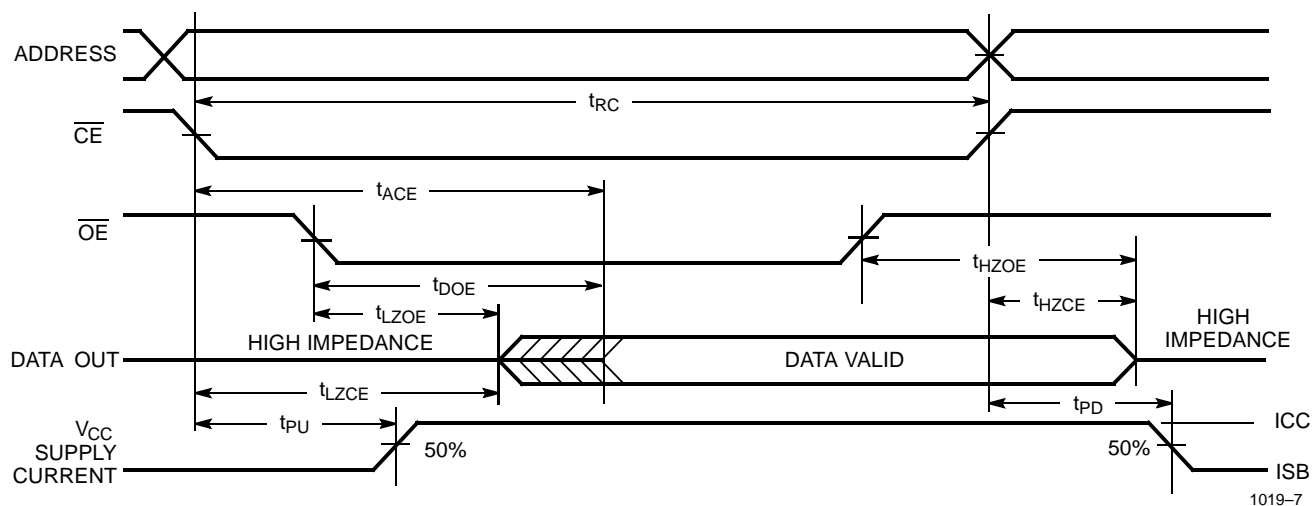 ADDRESS
tRC
CE
tACE
OE
tHZOE
tDOE
tHZCE
tLZOE
HIGH
IMPEDANCE
HIGH IMPEDANCE
DATA OUT
DATA VALID
tLZCE
tPD
tPU
ICC
VCC
SUPPLY
CURRENT
50%
50%
ISB
1019–7